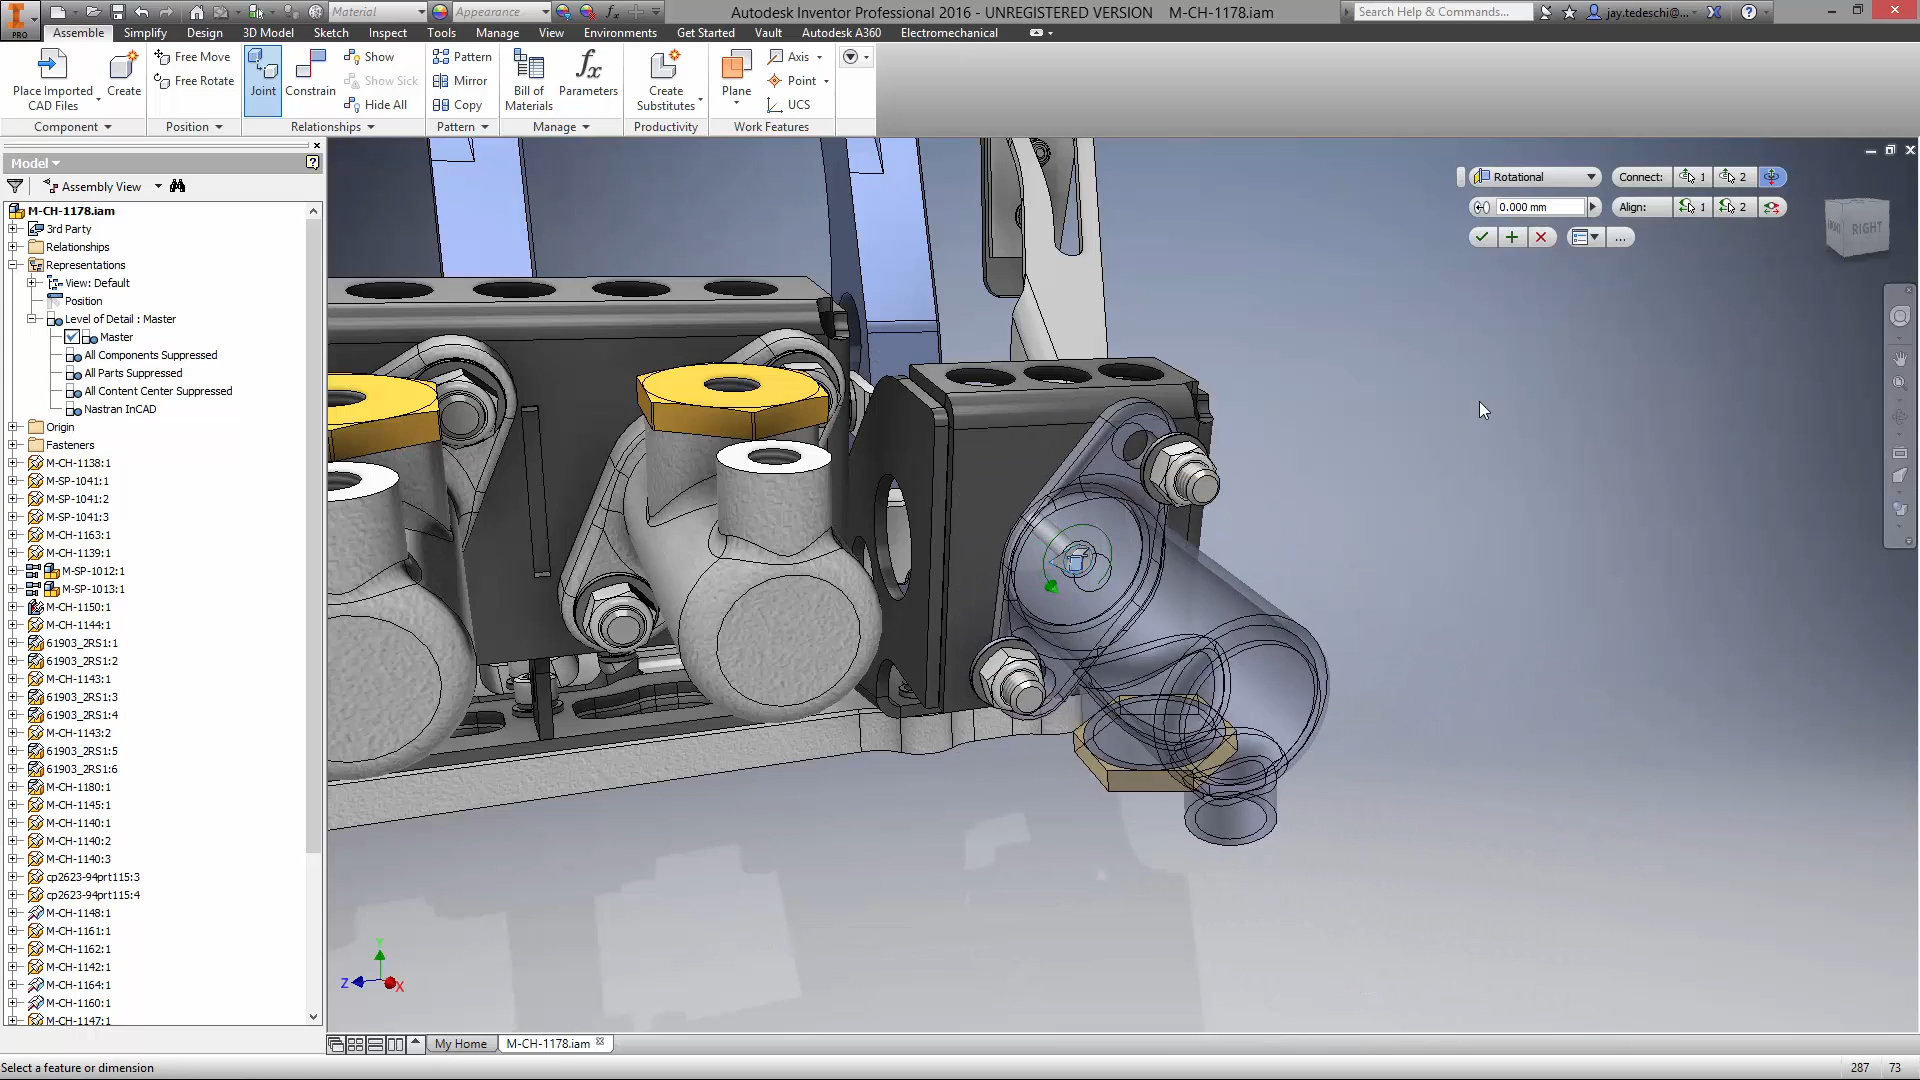 Material
Appearance
Autodesk Inventor Professional 2016 - UNREGISTERED VERSION M-CH-1178.iam
Search Help & Commands...
jay.tedeschi@...
PRO
Assemble Simplify Design 3D Model Sketch Inspect Tools Manage View Environments Get Started Vault Autodesk A360 Electromechanical
Place Imported
CAD Files
Create
Free Move
Free Rotate
Joint
Constrain
Show
Show Sick
Hide All
Pattern
Mirror
Copy
Bill of
Materials
fx
Parameters
Create
Substitutes
Plane
Axis
Point
UCS
Component Position Relationships Pattern Manage Productivity Work Features
Model
Assembly View
M-CH-1178.iam
3rd Party
Relationships
Representations
View: Default
Position
Level of Detail : Master
Master
All Components Suppressed
All Parts Suppressed
All Content Center Suppressed
Nastran InCAD
Origin
Fasteners
M-CH-1138:1
M-SP-1041:1
M-SP-1041:2
M-SP-1041:3
M-CH-1163:1
M-CH-1139:1
M-SP-1012:1
M-SP-1013:1
M-CH-1150:1
M-CH-1144:1
61903_2RS1:1
61903_2RS1:2
M-CH-1143:1
61903_2RS1:3
61903_2RS1:4
M-CH-1143:2
61903_2RS1:5
61903_2RS1:6
M-CH-1180:1
M-CH-1145:1
M-CH-1140:1
M-CH-1140:2
M-CH-1140:3
cp2623-94prt115:3
cp2623-94prt115:4
M-CH-1148:1
M-CH-1161:1
M-CH-1162:1
M-CH-1142:1
M-CH-1164:1
M-CH-1160:1
M-CH-1147:1
Rotational
Connect: 1 2
0.000 mm
Align: 1 2
...
RIGHT
Y
Z
X
My Home M-CH-1178.iam
Select a feature or dimension
287 73